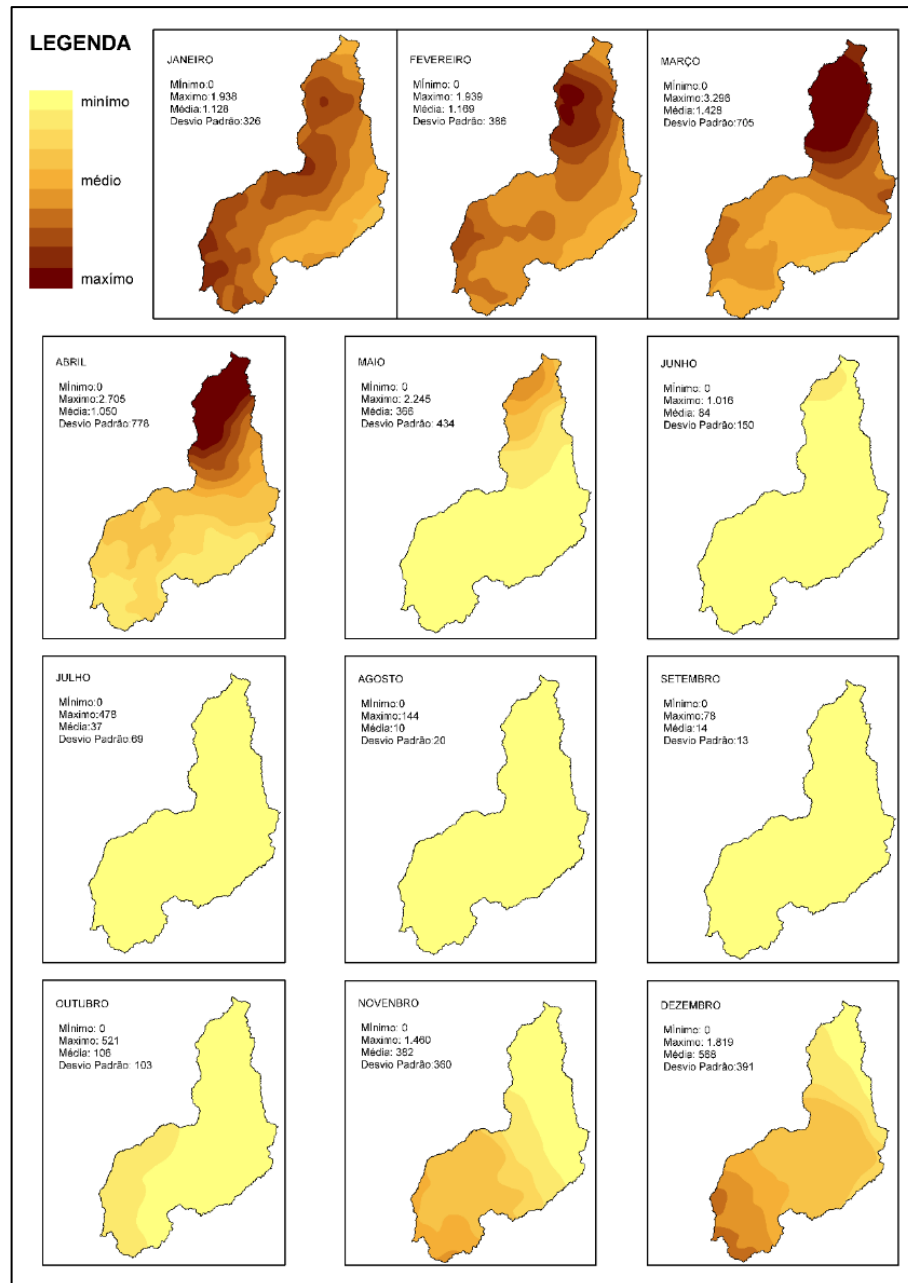 LEGENDA
minímo
médio
maximo
JANEIRO
Mínimo:0
Maximo:1.938
Média:1.128
Desvio Padrão:326
FEVEREIRO
Mínimo:0
Maximo: 1.939
Média: 1.169
Desvio Padrão: 386
MARÇO
Mínimo:0
Maximo:3.296
Média:1.428
Desvio Padrão:705
ABRIL
Mínimo:0
Maximo:2.705
Média:1.050
Desvio Padrão:778
MAIO
Mínimo: 0
Maximo: 2.245
Média: 366
Desvio Padrão: 434
JUNHO
Mínimo: 0
Maximo: 1.016
Média: 84
Desvio Padrão:150
JULHO
Mínimo:0
Maximo:478
Média:37
Desvio Padrão:69
AGOSTO
Mínimo:0
Maximo:144
Média:10
Desvio Padrão:20
SETEMBRO
Mínimo:0
Maximo:78
Média:14
Desvio Padrão:13
OUTUBRO
Mínimo: 0
Maximo: 521
Média: 106
Desvio Padrão: 103
NOVENBRO
Mínimo: 0
Maximo: 1.460
Média: 382
Desvio Padrão:360
DEZEMBRO
Mínimo: 0
Maximo: 1.819
Média: 568
Desvio Padrão:391